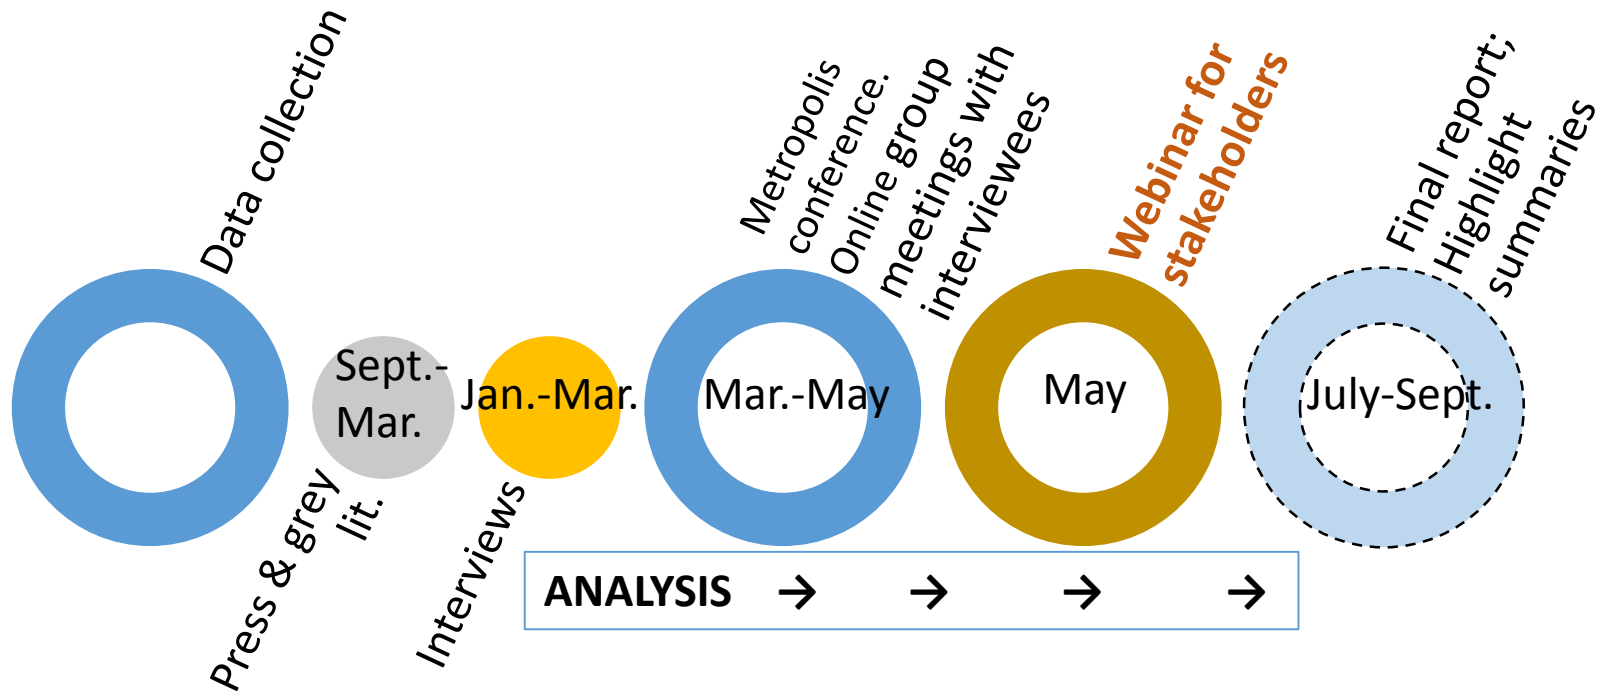 Data collection
Sept.-
Mar.
Press & grey
lit.
Jan.-Mar.
Interviews
Metropolis
conference.
Online group
meetings with
interviewees
Mar.-May
Webinar for
stakeholders
May
Final report;
Highlight
summaries
July-Sept.
ANALYSIS → → → →